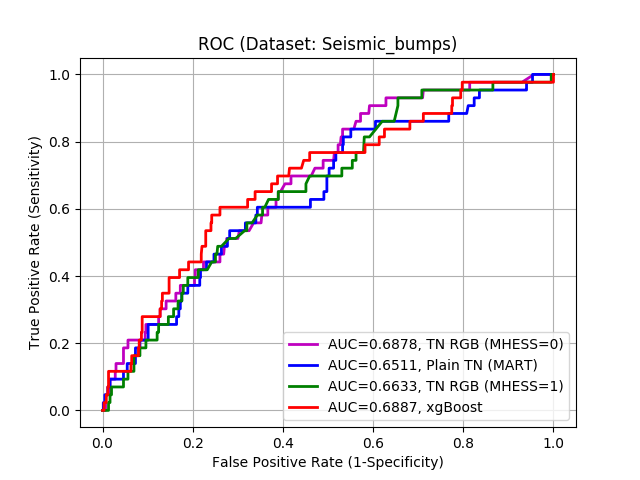 ROC (Dataset: Seismic_bumps)
True Positive Rate (Sensitivity)
1.0
0.8
0.6
0.4
0.2
0.0
AUC=0.6878, TN RGB (MHESS=0)
AUC=0.6511, Plain TN (MART)
AUC=0.6633, TN RGB (MHESS=1)
AUC=0.6887, xgBoost
0.0 0.2 0.4 0.6 0.8 1.0
False Positive Rate (1-Specificity)